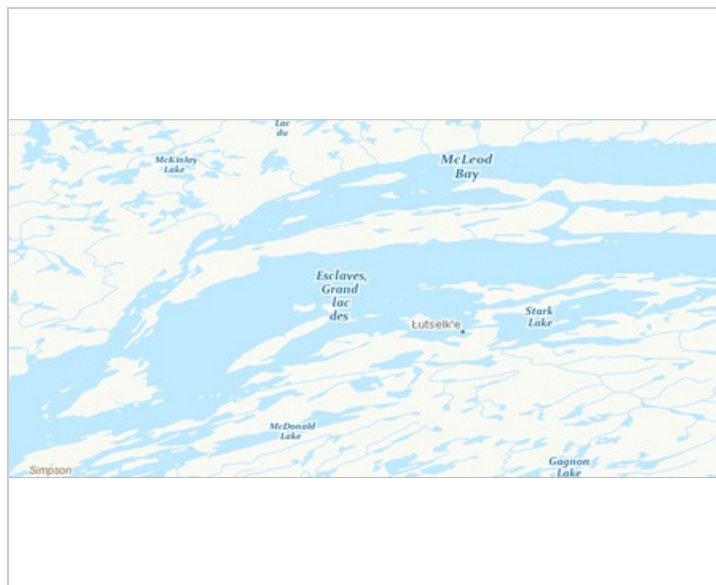 Lac
du
McKinley
Lake
McLeod
Bay
Esclaves,
Grand
lac
des
Stark
Lake
Łutselk'e
McDonald
Lake
Gagnon
Lake
Simpson